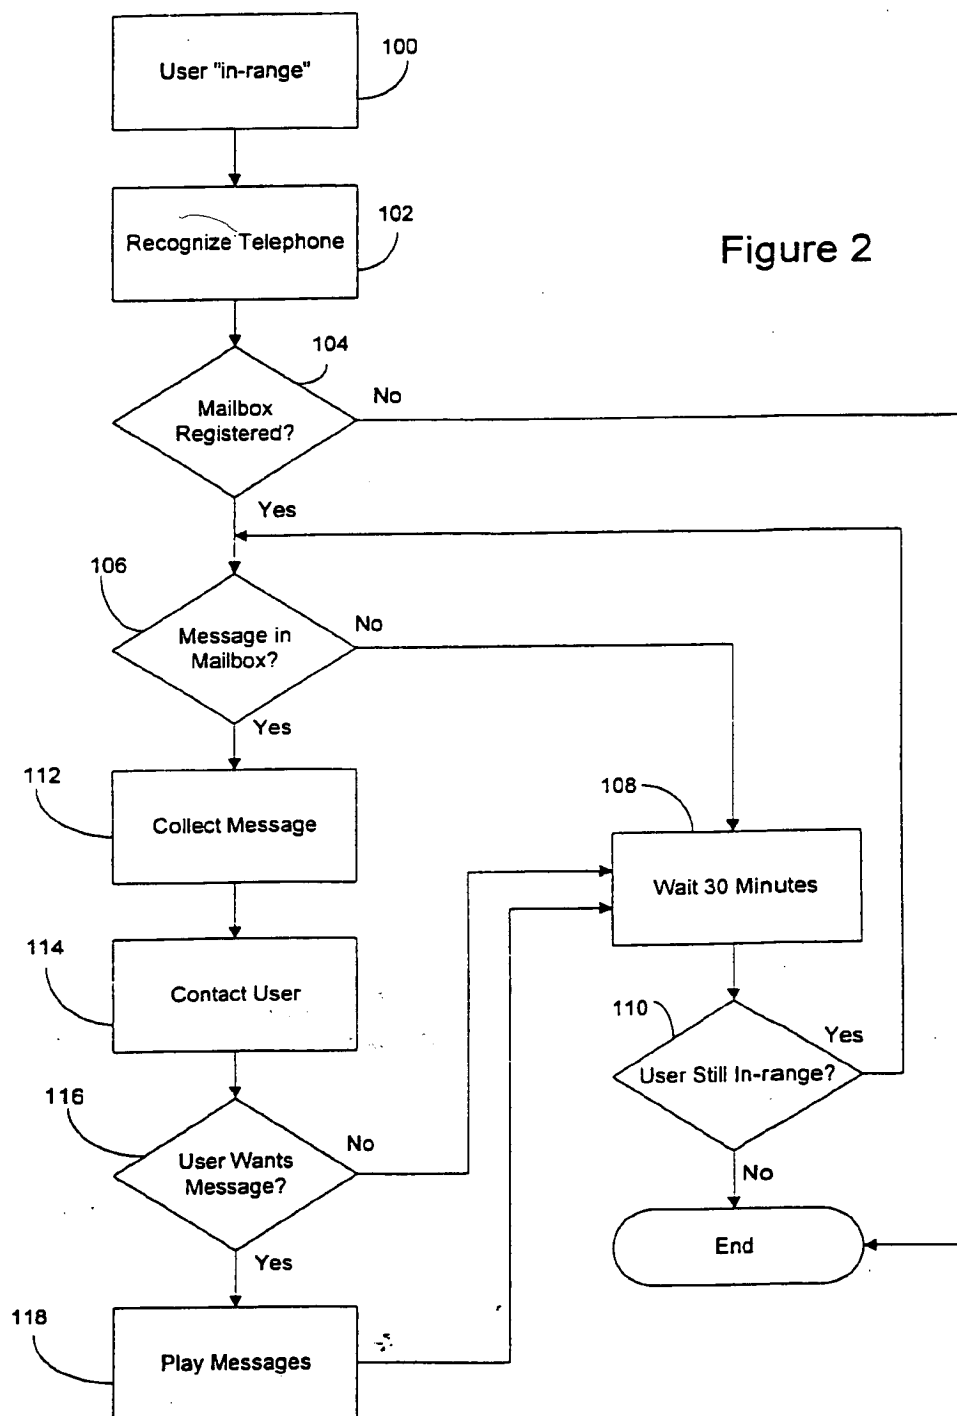 User "in-range"
100
Recognize Telephone
102
Figure 2
104
Mailbox
Registered?
No
Yes
106
Message in
Mailbox?
No
Yes
112
Collect Message
108
Wait 30 Minutes
114
Contact User
110
User Still In-range?
Yes
116
User Wants
Message?
No
No
End
Yes
118
Play Messages